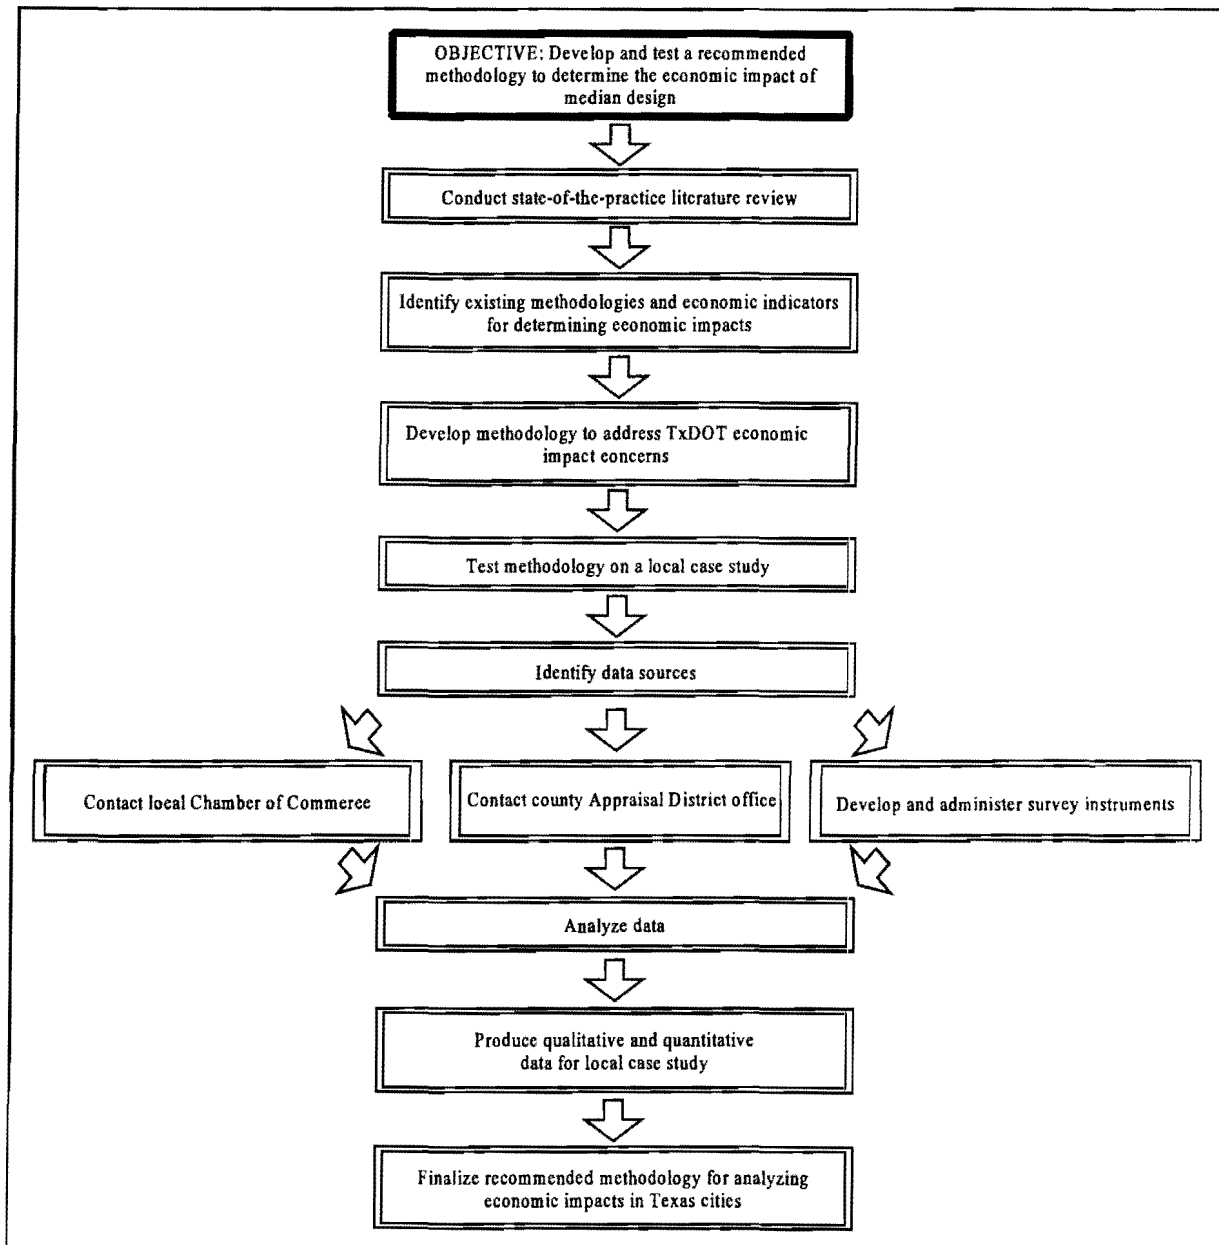 OBJECTIVE: Develop and test a recommended
methodology to determine the economic impact of
median design
Conduct state-of-the-practice literature review
Identify existing methodologies and economic indicators
for determining economic impacts
Develop methodology to address TxDOT economic
impact concerns
Test methodology on a local case study
Identify data sources
Contact local Chamber of Commerce
Contact county Appraisal District office
Develop and administer survey instruments
Analyze data
Produce qualitative and quantitative
data for local case study
Finalize recommended methodology for analyzing
economic impacts in Texas cities